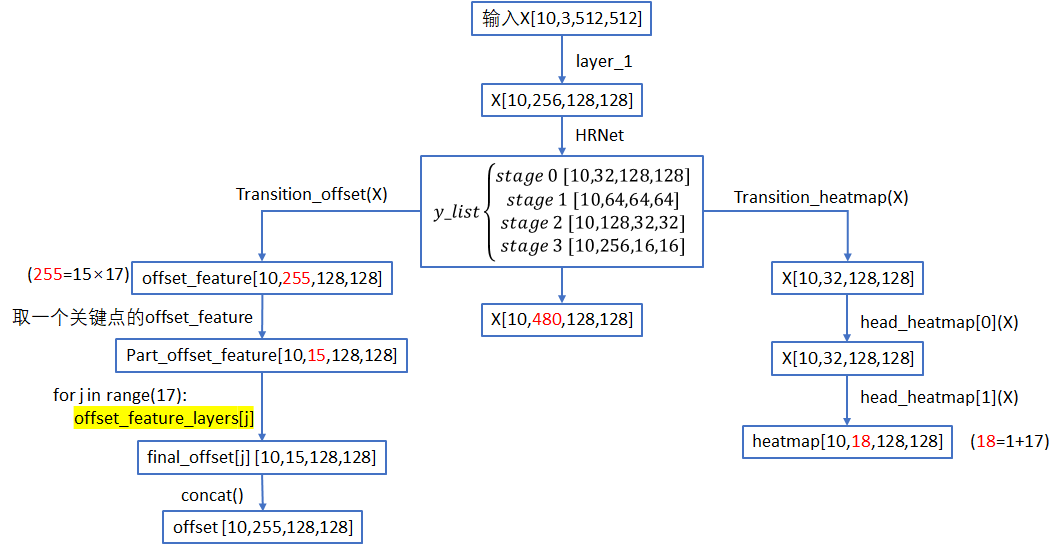 输入X[10,3,512,512]
layer_1
X[10,256,128,128]
HRNet
y_list
stage 0 [10,32,128,128]
stage 1 [10,64,64,64]
stage 2 [10,128,32,32]
stage 3 [10,256,16,16]
Transition_offset(X)
Transition_heatmap(X)
(255=15×17)
offset_feature[10,255,128,128]
取一个关键点的offset_feature
Part_offset_feature[10,15,128,128]
for j in range(17):
offset_feature_layers[j]
final_offset[j] [10,15,128,128]
concat()
offset [10,255,128,128]
X[10,480,128,128]
X[10,32,128,128]
head_heatmap[0](X)
X[10,32,128,128]
head_heatmap[1](X)
heatmap[10,18,128,128]
(18=1+17)